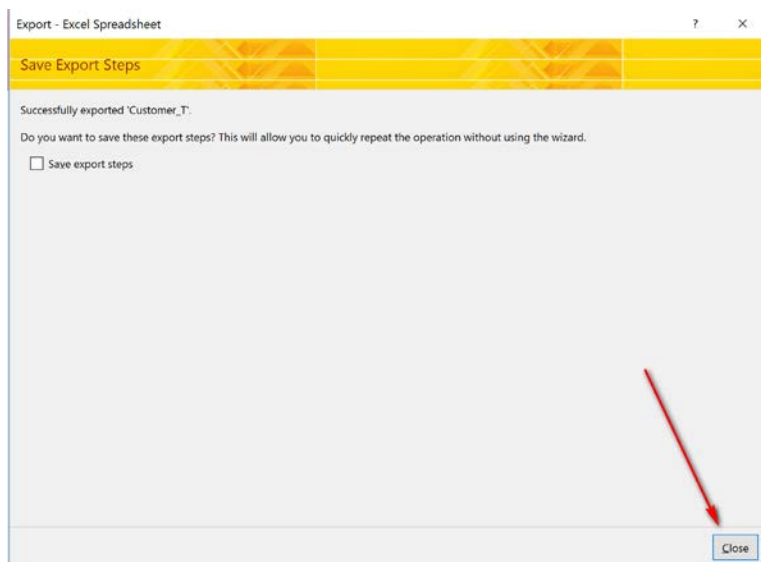 Export - Excel Spreadsheet ? ×
Save Export Steps
Successfully exported 'Customer_T'.
Do you want to save these export steps? This will allow you to quickly repeat the operation without using the wizard.
Save export steps
Close